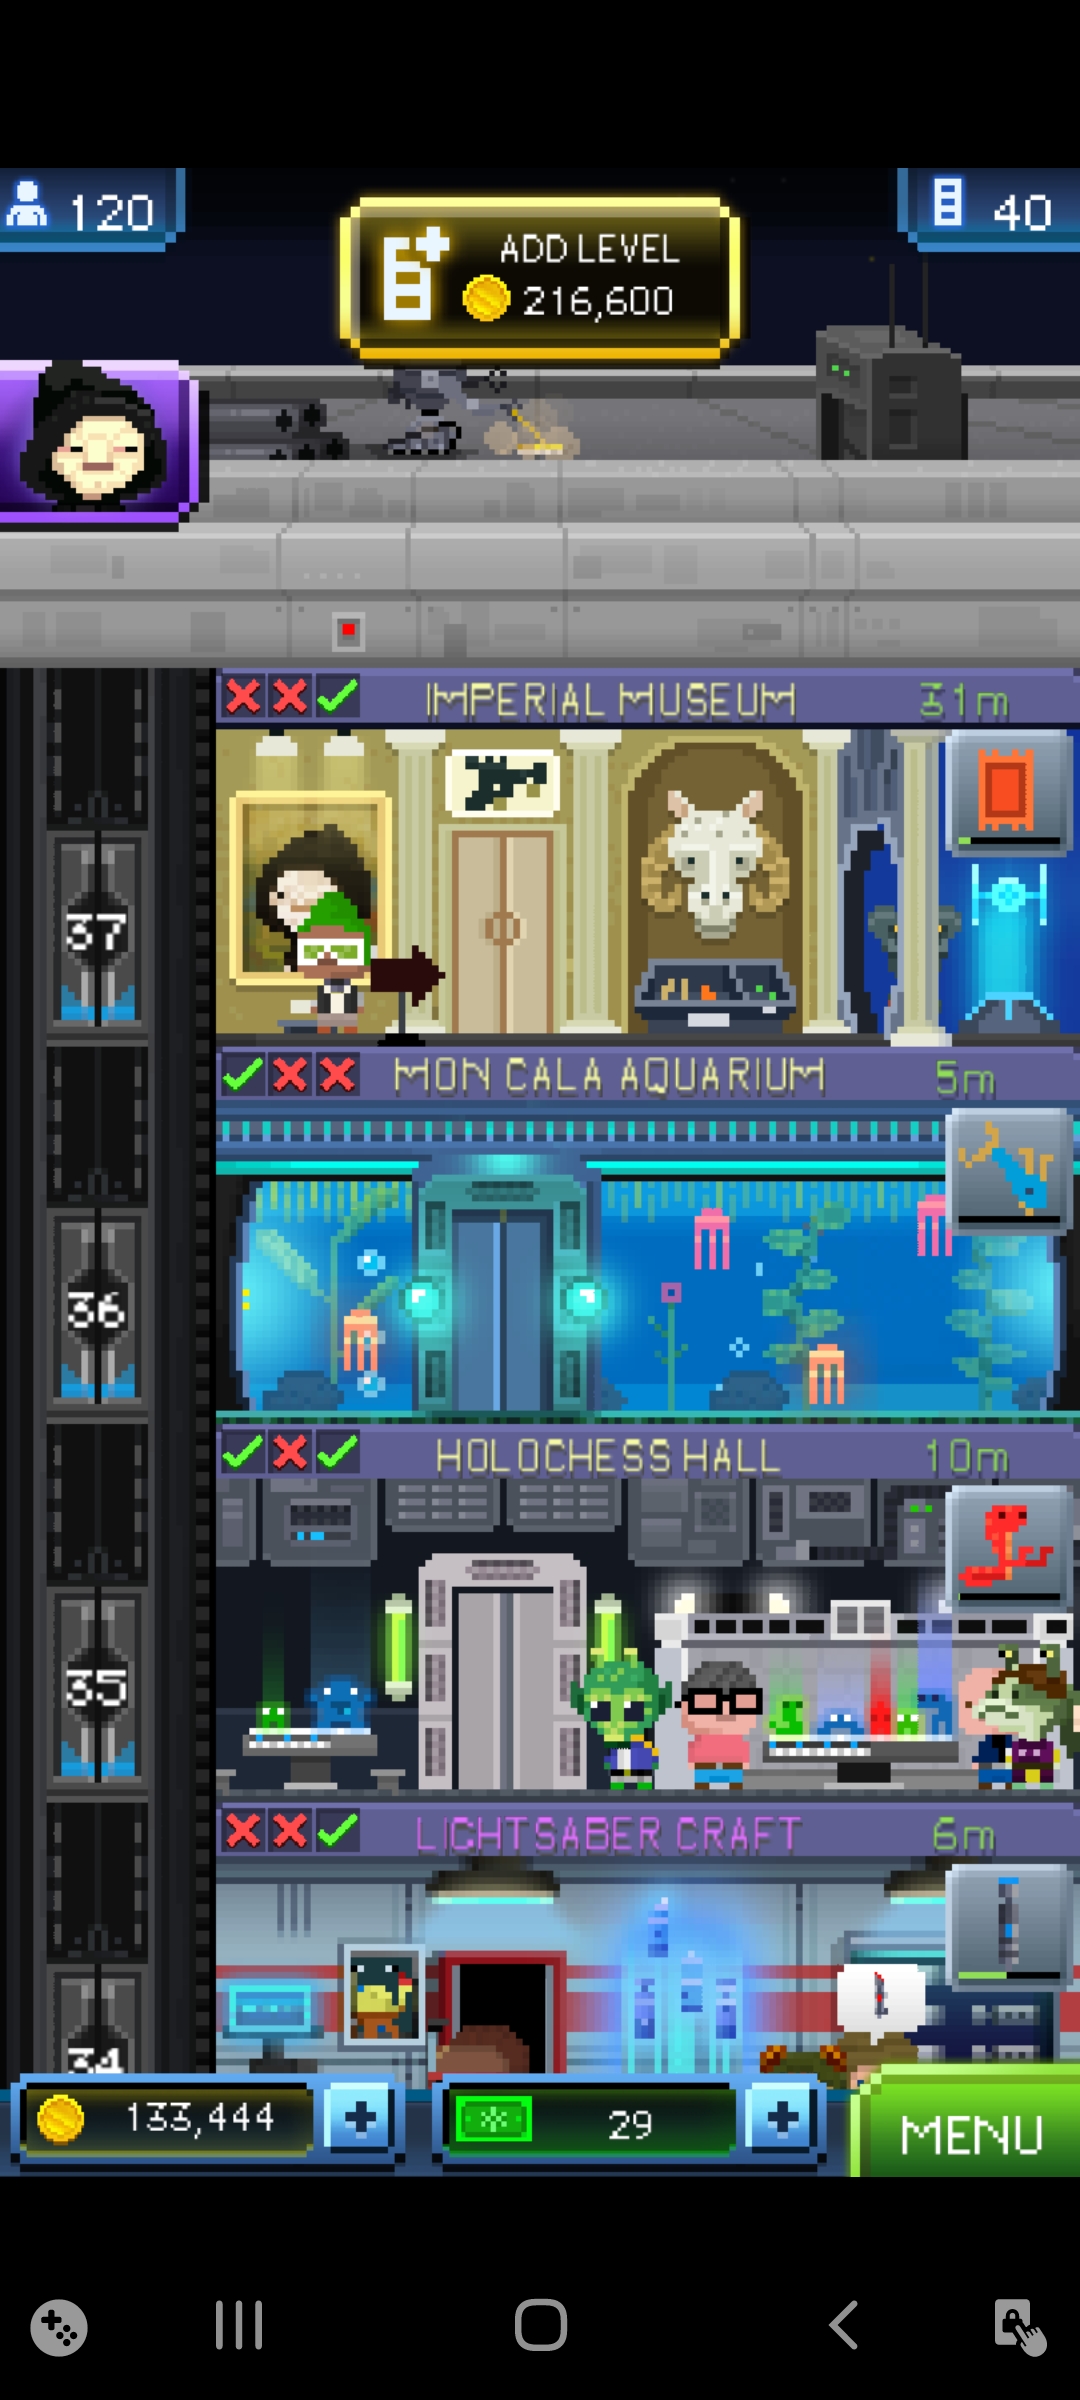 120
ADD LEVEL
216,600
40
IMPERIAL MUSEUM 31m
37
MON CALA AQUARIUM 5m
36
HOLOCHESS HALL 10m
35
LIGHTSABER CRAFT 6m
34
133,444
29
MENU